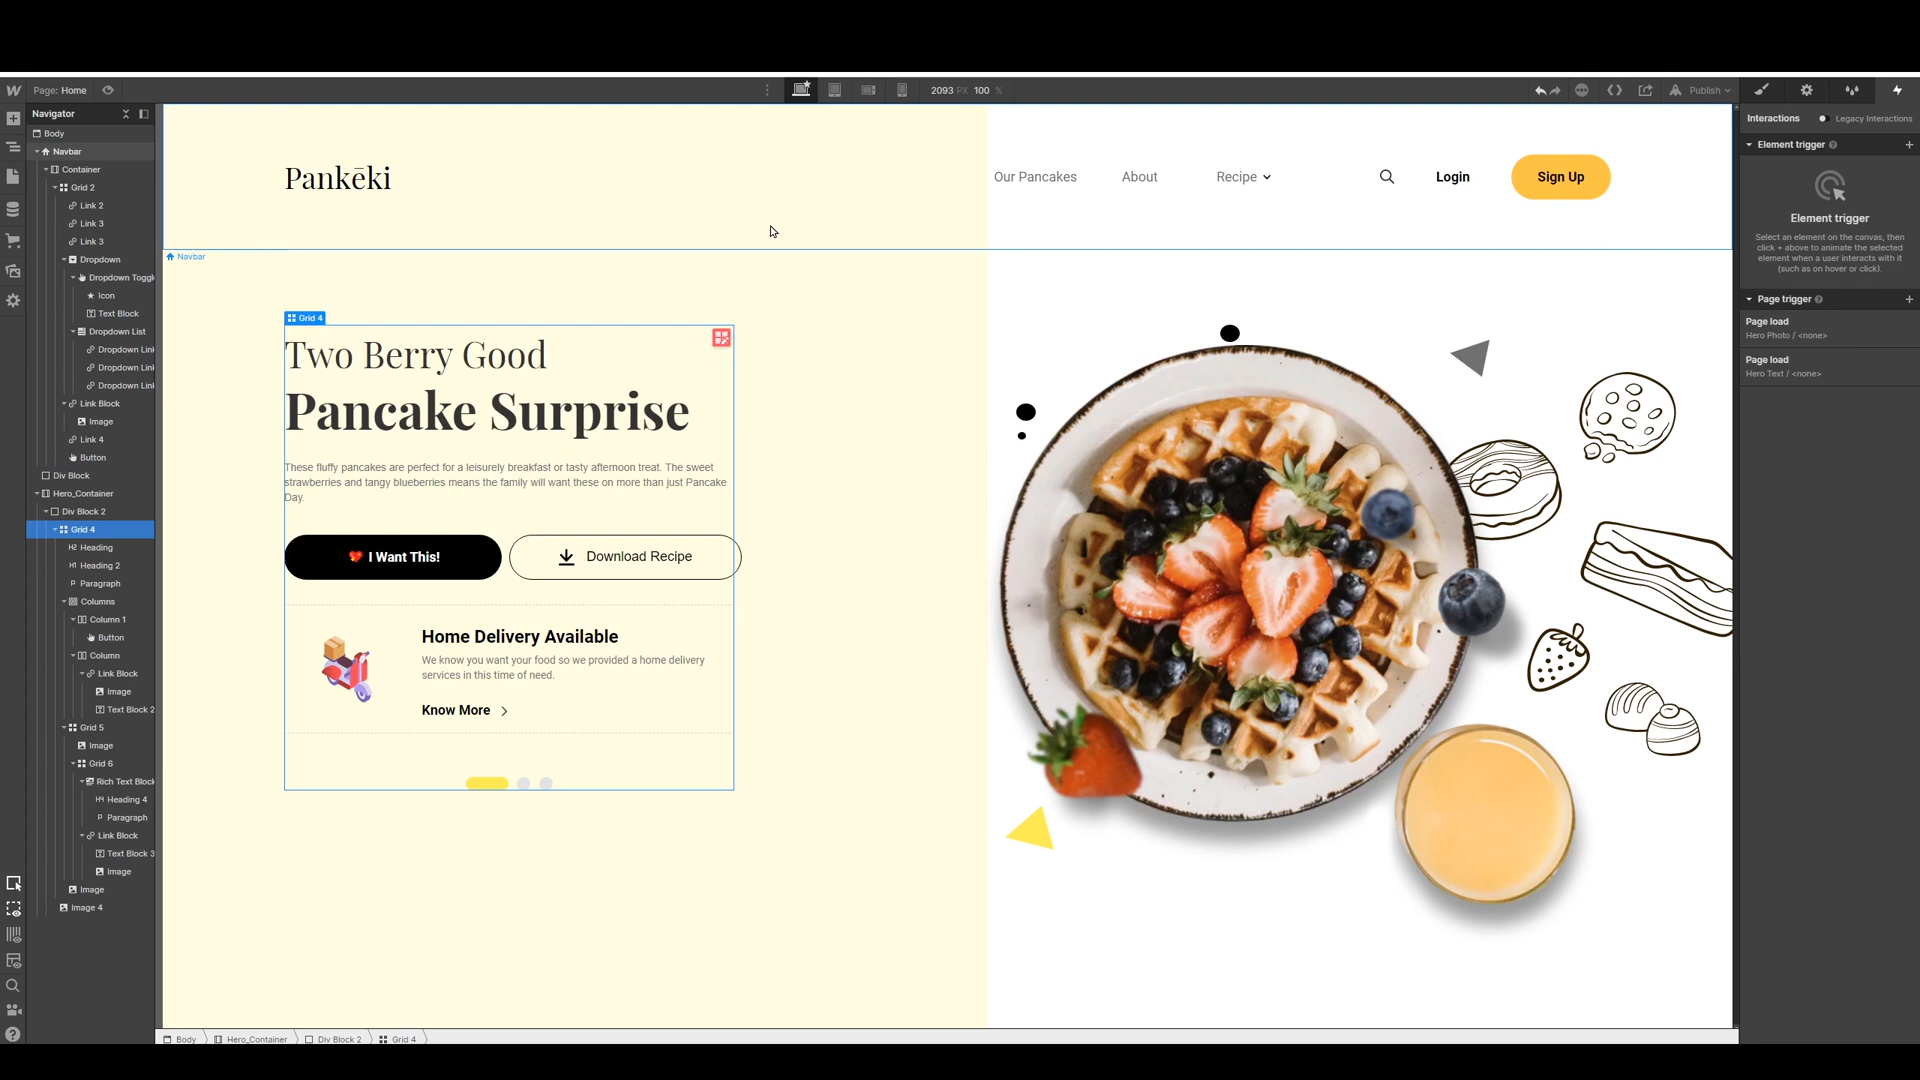 Page: Home
2093 PX 100 %
Publish
Navigator
Body
Navbar
Container
Grid 2
Link 2
Link 3
Link 3
Dropdown
Dropdown Toggl
Icon
Text Block
Dropdown List
Dropdown Link
Dropdown Link
Dropdown Link
Link Block
Image
Link 4
Button
Div Block
Hero_Container
Div Block 2
Grid 4
H2 Heading
H1 Heading 2
P Paragraph
Columns
Column 1
Button
Column
Link Block
Image
Text Block 2
Grid 5
Image
Grid 6
Rich Text Block
H4 Heading 4
P Paragraph
Link Block
Text Block 3
Image
Image
Image 4
Pankēki
Our Pancakes
About
Recipe
Login
Sign Up
Navbar
Grid 4
Two Berry Good
Pancake Surprise
These fluffy pancakes are perfect for a leisurely breakfast or tasty afternoon treat. The sweet
strawberries and tangy blueberries means the family will want these on more than just Pancake
Day.
I Want This!
Download Recipe
Home Delivery Available
We know you want your food so we provided a home delivery
services in this time of need.
Know More
Body
Hero_Container
Div Block 2
Grid 4
Interactions
Legacy Interactions
Element trigger
Element trigger
Select an element on the canvas, then
click + above to animate the selected
element when a user interacts with it
(such as on hover or click).
Page trigger
Page load
Hero Photo / <none>
Page load
Hero Text / <none>